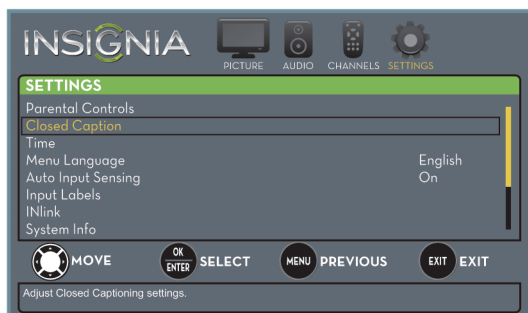 INSIGNIA
PICTURE AUDIO CHANNELS SETTINGS
SETTINGS
Parental Controls
Closed Caption
Time
Menu Language English
Auto Input Sensing On
Input Labels
INlink
System Info
MOVE OK ENTER SELECT MENU PREVIOUS EXIT EXIT
Adjust Closed Captioning settings.